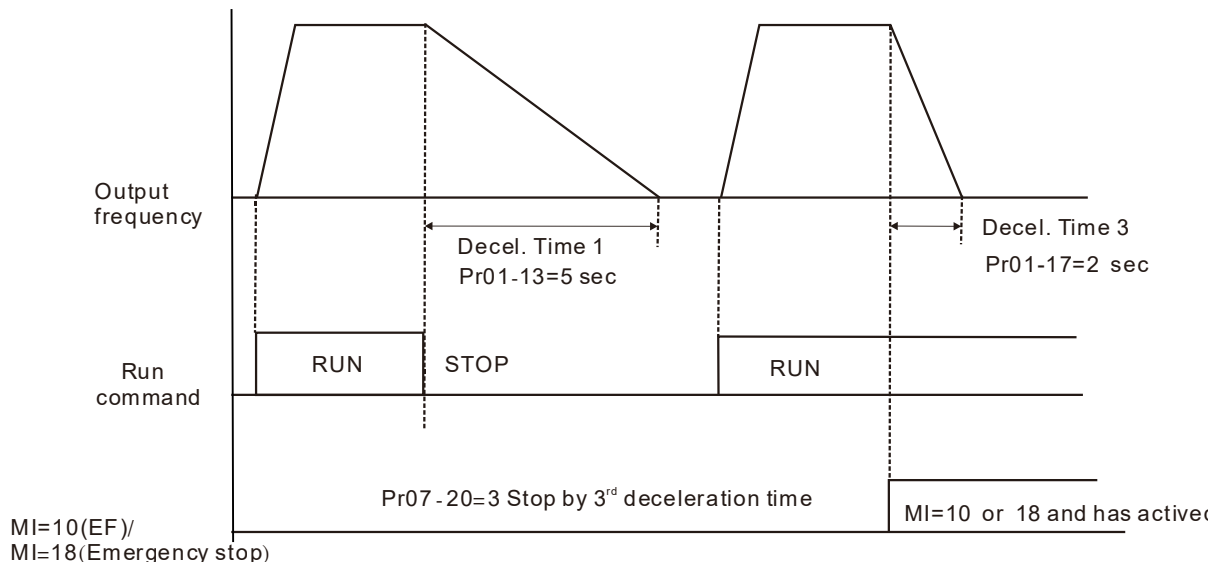 Output
frequency
Decel. Time 1
Pr01-13=5 sec
Decel. Time 3
Pr01-17=2 sec
Run
command
RUN
STOP
RUN
Pr07-20=3 Stop by 3rd deceleration time
MI=10 or 18 and has actived
MI=10(EF)/
MI=18(Emergency stop)